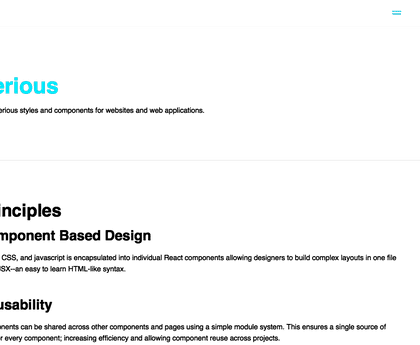 erious
erious styles and components for websites and web applications.
inciples
mponent Based Design
CSS, and javascript is encapsulated into individual React components allowing designers to build complex layouts in one file
JSX--an easy to learn HTML-like syntax.
usability
onents can be shared across other components and pages using a simple module system. This ensures a single source of
or every component; increasing efficiency and allowing component reuse across projects.